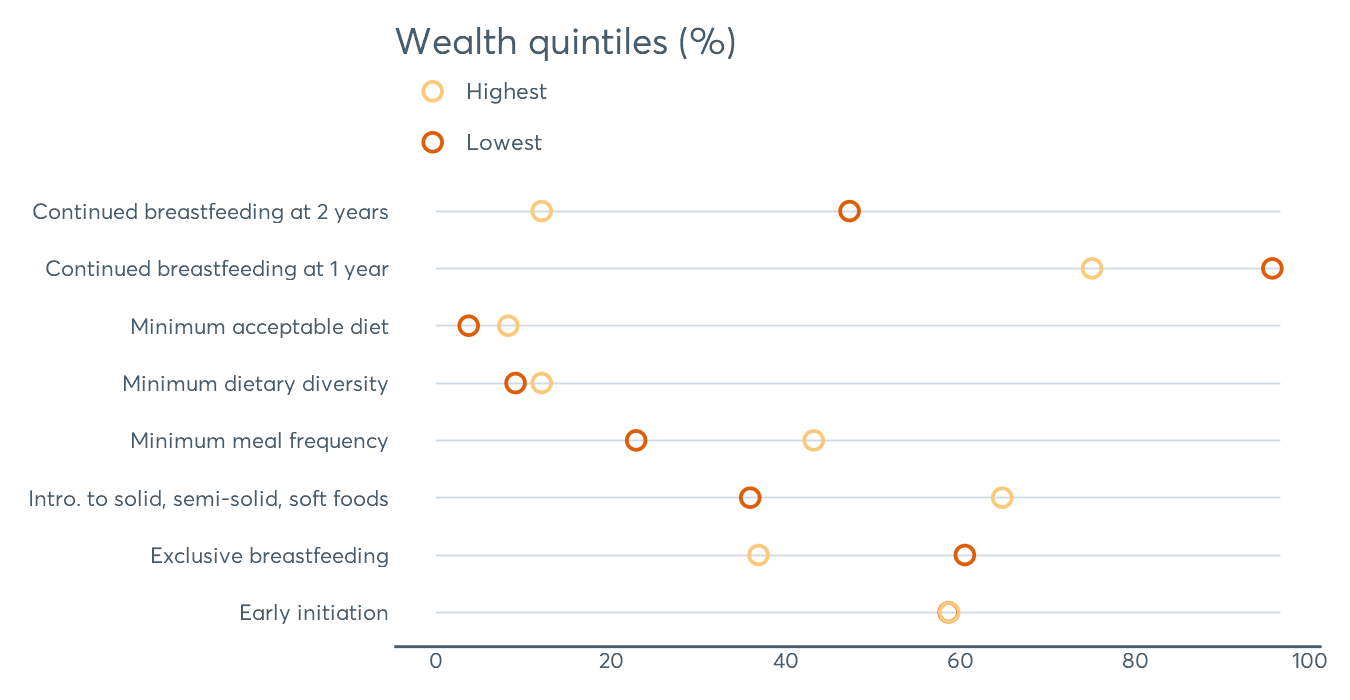 Wealth quintiles (%)
Highest
Lowest
Continued breastfeeding at 2 years
Continued breastfeeding at 1 year
Minimum acceptable diet
Minimum dietary diversity
Minimum meal frequency
Intro. to solid, semi-solid, soft foods
Exclusive breastfeeding
Early initiation
0 20 40 60 80 100